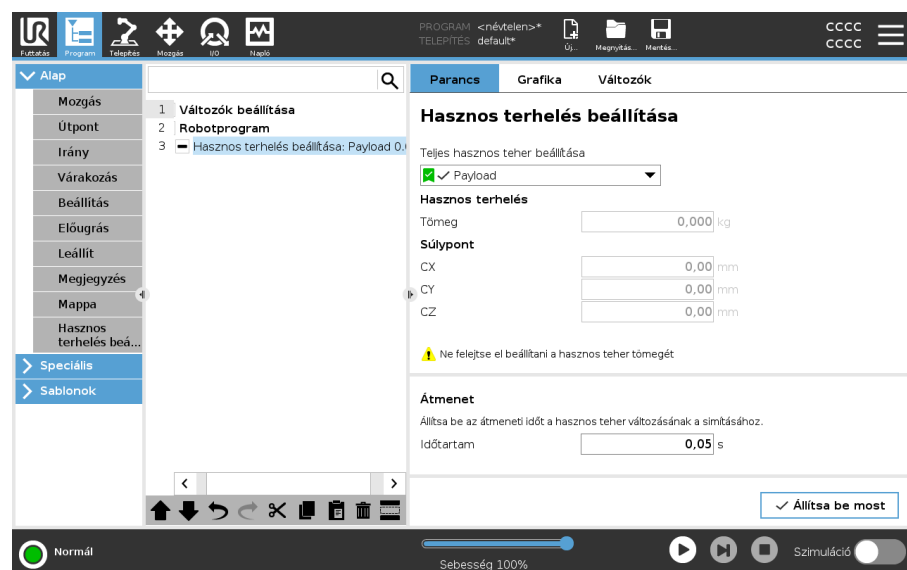 PROGRAM <névtelen>*
TELEPÍTÉS default*
cccc
cccc
Futtatás Program Telepítés Mozgás I/O Napló Új... Megnyitás... Mentés...
Alap
Mozgás
Útpont
Irány
Várakozás
Beállítás
Előugrás
Leállít
Megjegyzés
Mappa
Hasznos
terhelés beá...
Speciális
Sablonok
1 Változók beállítása
2 Robotprogram
3 Hasznos terhelés beállítása: Payload 0.
Parancs Grafika Változók
Hasznos terhelés beállítása
Teljes hasznos teher beállítása
Payload
Hasznos terhelés
Tömeg 0,000 kg
Súlypont
CX 0,00 mm
CY 0,00 mm
CZ 0,00 mm
Ne felejtse el beállítani a hasznos teher tömegét
Átmenet
Állítsa be az átmeneti időt a hasznos teher változásának a simításához.
Időtartam 0,05 s
Állítsa be most
Normál
Sebesség 100%
Szimuláció